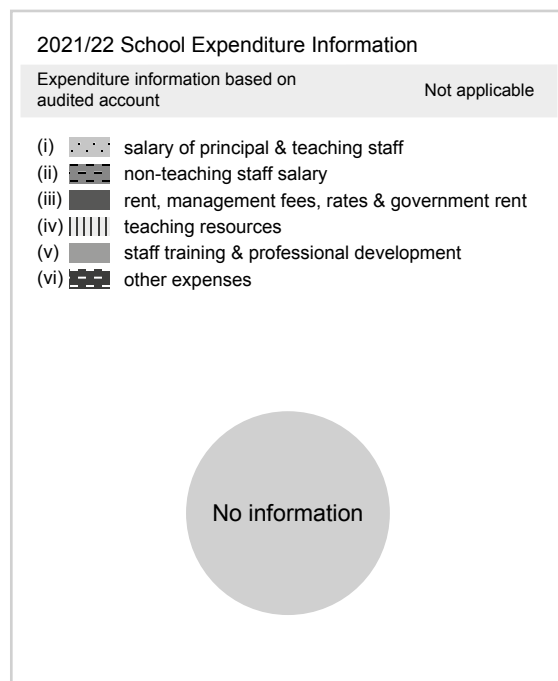 2021/22 School Expenditure Information
Expenditure information based on
audited account
Not applicable
(i) salary of principal & teaching staff
(ii) non-teaching staff salary
(iii) rent, management fees, rates & government rent
(iv) teaching resources
(v) staff training & professional development
(vi) other expenses
No information